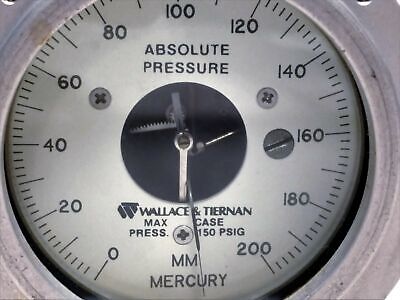 100
80
120
ABSOLUTE
PRESSURE
60
140
40
160
20
180
WALLACE & TIERNAN
MAX CASE
PRESS. 150 PSIG
0
200
MM
MERCURY